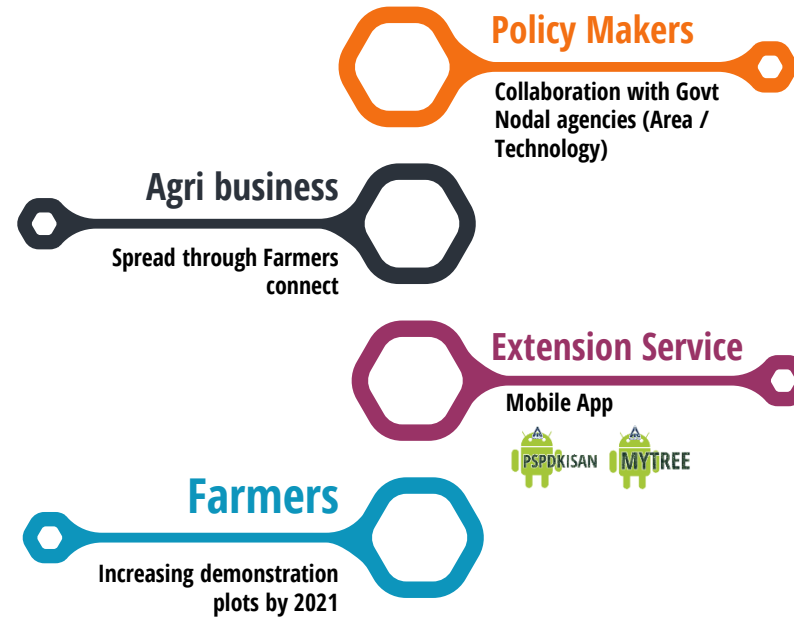 Policy Makers
Collaboration with Govt
Nodal agencies (Area /
Technology)
Agri business
Spread through Farmers
connect
Extension Service
Mobile App
PSPDKISAN MYTREE
Farmers
Increasing demonstration
plots by 2021